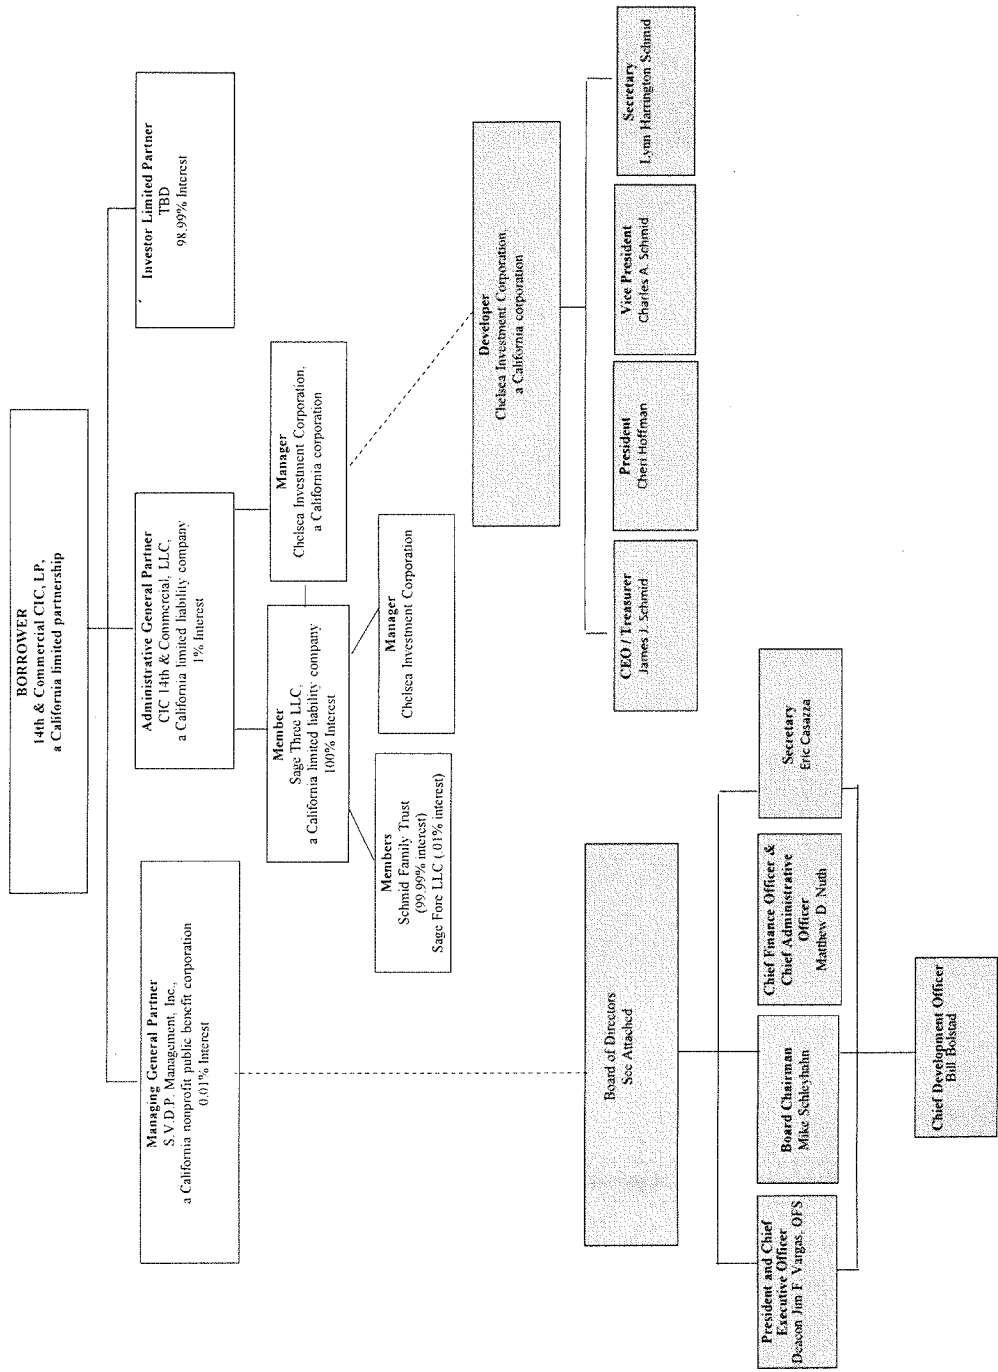 BORROWER
14th & Commercial CIC, LP,
a California limited partnership
Managing General Partner
S.V.D.P. Management, Inc.,
a California nonprofit public benefit corporation
0.01% Interest
Administrative General Partner
CIC 14th & Commercial, LLC,
a California limited liability company
1% Interest
Investor Limited Partner
TBD
98.99% Interest
Member
Sage Three LLC,
a California limited liability company
100% Interest
Manager
Chelsea Investment Corporation,
a California corporation
Members
Schmid Family Trust
(99.99% interest)
Sage Fore LLC (.01% interest)
Manager
Chelsea Investment Corporation
Developer
Chelsea Investment Corporation,
a California corporation
CEO / Treasurer
James J. Schmid
President
Cheri Hoffman
Vice President
Charles A. Schmid
Secretary
Lynn Harrington Schmid
Board of Directors
See Attached
President and Chief
Executive Officer
Deacon Jim F. Vargas, OFS
Board Chairman
Mike Schleyhahn
Chief Finance Officer &
Chief Administrative
Officer
Matthew D. Nuth
Secretary
Eric Casazza
Chief Development Officer
Bill Bolstad